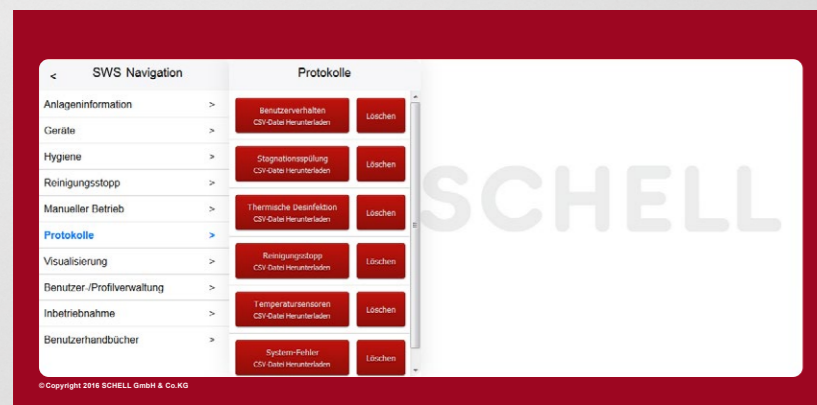 < SWS Navigation
Anlageninformation >
Geräte >
Hygiene >
Reinigungsstopp >
Manueller Betrieb >
Protokolle >
Visualisierung >
Benutzer-/Profilverwaltung >
Inbetriebnahme >
Benutzerhandbücher >
Protokolle
Benutzerverhalten
CSV-Datei Herunterladen
Löschen
Stagnationsspülung
CSV-Datei Herunterladen
Löschen
Thermische Desinfektion
CSV-Datei Herunterladen
Löschen
Reinigungsstopp
CSV-Datei Herunterladen
Löschen
Temperatursensoren
CSV-Datei Herunterladen
Löschen
System-Fehler
CSV-Datei Herunterladen
Löschen
SCHELL
©Copyright 2016 SCHELL GmbH & Co.KG